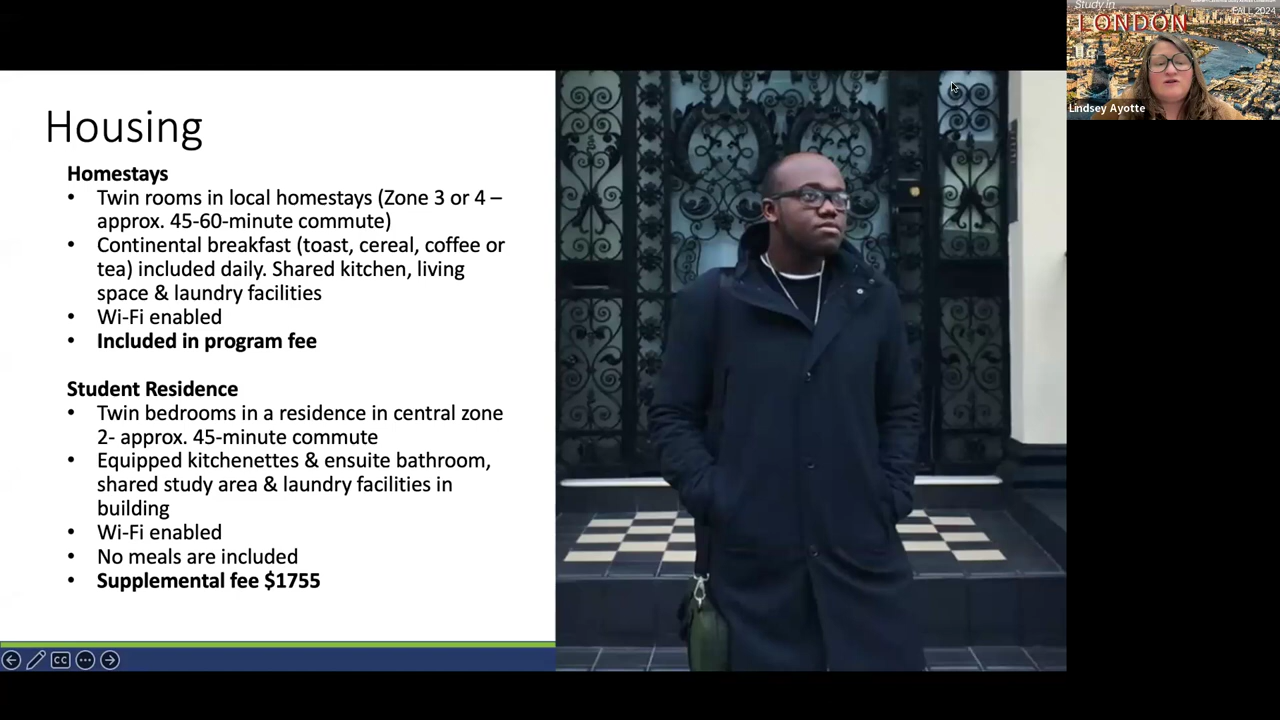 Study in
LONDON
FALL 2024
Lindsey Ayotte
Housing
Homestays
• Twin rooms in local homestays (Zone 3 or 4 –
approx. 45-60-minute commute)
• Continental breakfast (toast, cereal, coffee or
tea) included daily. Shared kitchen, living
space & laundry facilities
• Wi-Fi enabled
• Included in program fee
Student Residence
• Twin bedrooms in a residence in central zone
2- approx. 45-minute commute
• Equipped kitchenettes & ensuite bathroom,
shared study area & laundry facilities in
building
• Wi-Fi enabled
• No meals are included
• Supplemental fee $1755
CC